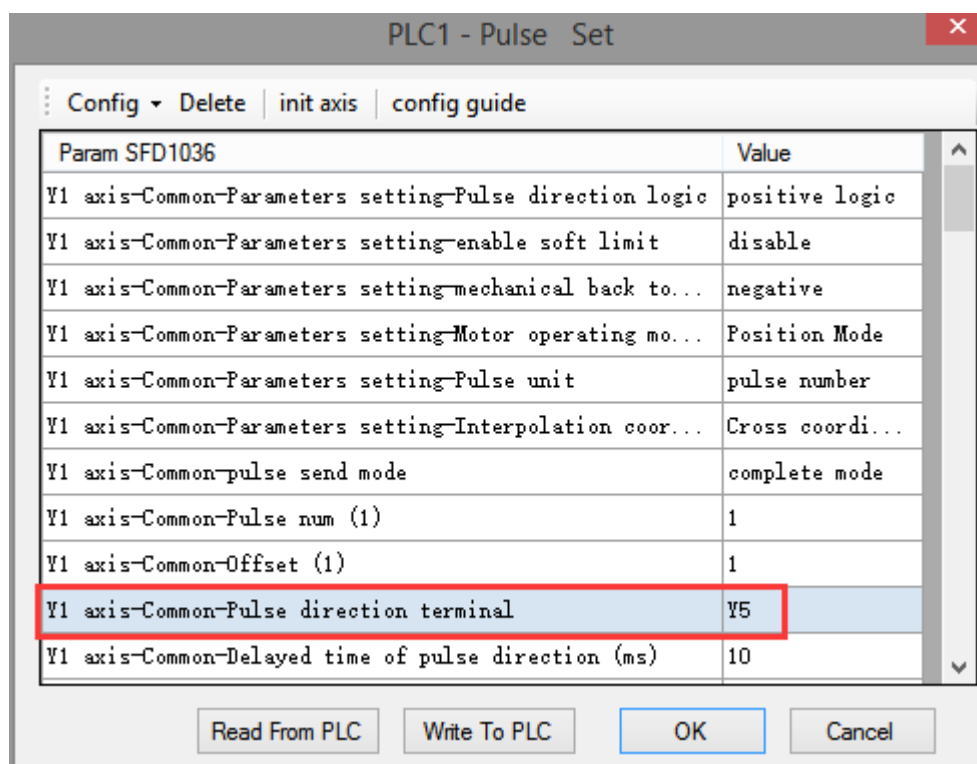 PLC1 - Pulse Set
Config Delete init axis config guide
Param SFD1036 Value
Y1 axis-Common-Parameters setting-Pulse direction logic positive logic
Y1 axis-Common-Parameters setting-enable soft limit disable
Y1 axis-Common-Parameters setting-mechanical back to... negative
Y1 axis-Common-Parameters setting-Motor operating mo... Position Mode
Y1 axis-Common-Parameters setting-Pulse unit pulse number
Y1 axis-Common-Parameters setting-Interpolation coor... Cross coordi...
Y1 axis-Common-pulse send mode complete mode
Y1 axis-Common-Pulse num (1) 1
Y1 axis-Common-Offset (1) 1
Y1 axis-Common-Pulse direction terminal Y5
Y1 axis-Common-Delayed time of pulse direction (ms) 10
Read From PLC Write To PLC OK Cancel